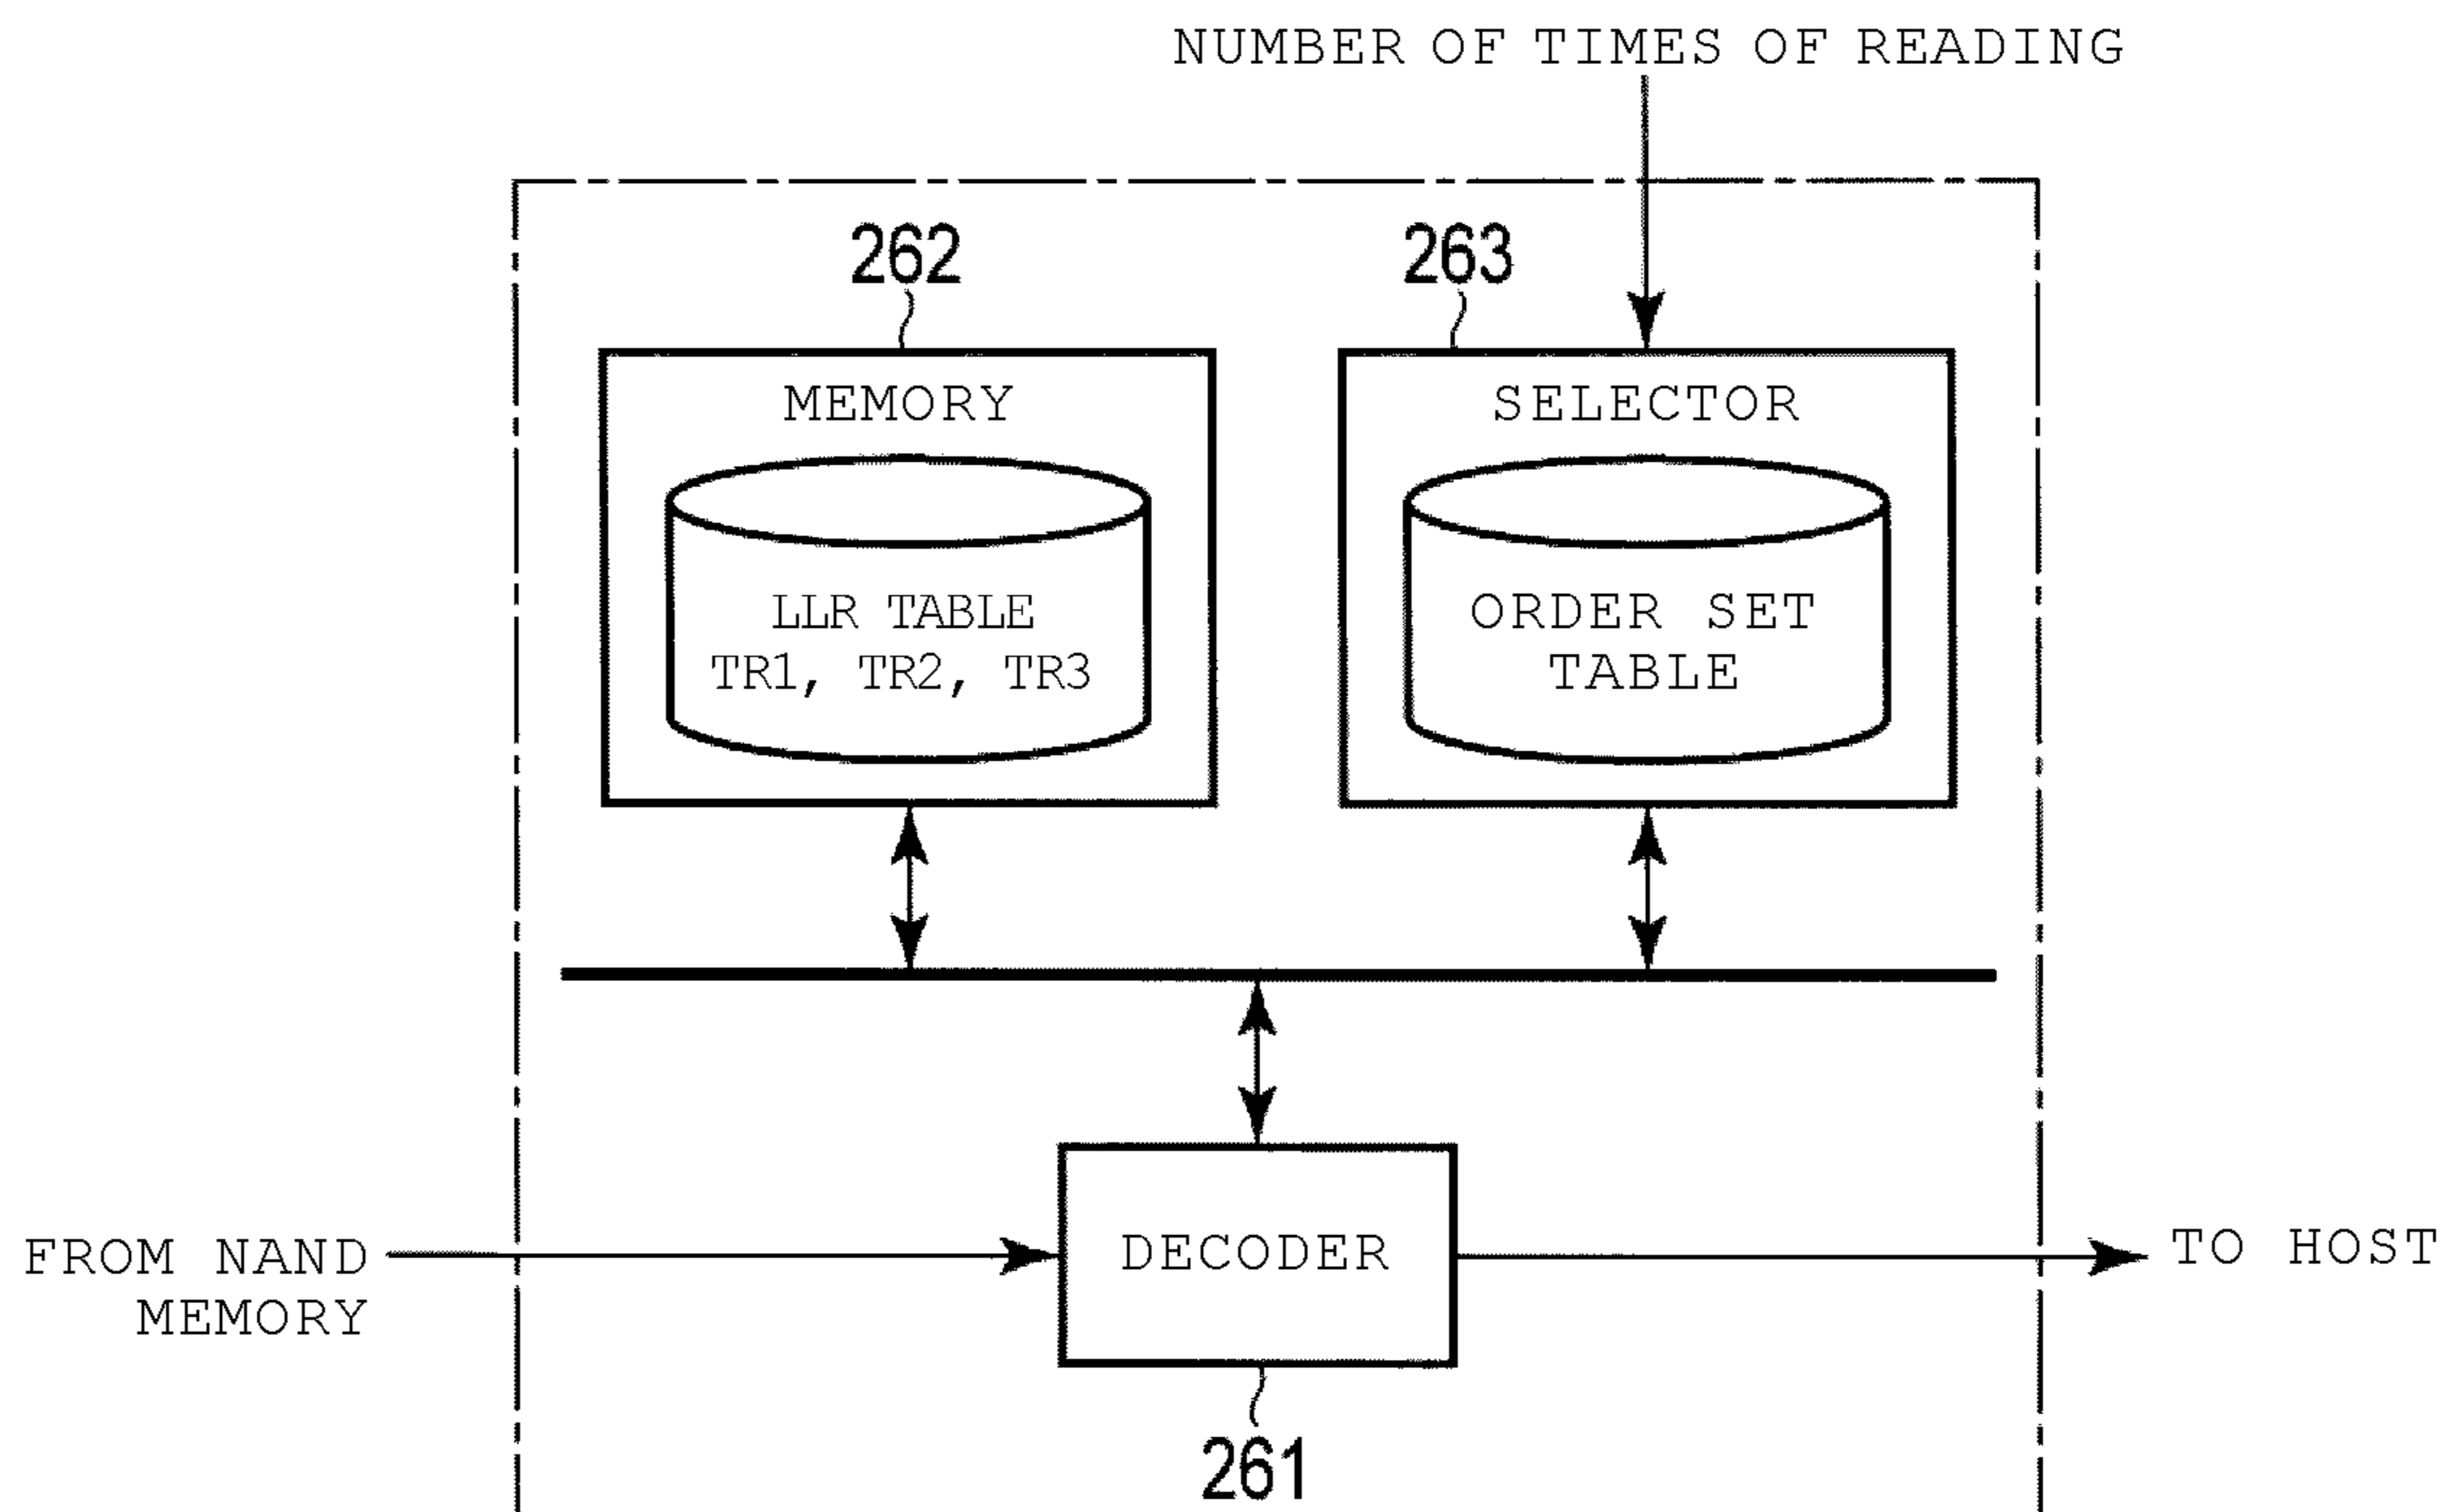 NUMBER OF TIMES OF READING
262
263
MEMORY
SELECTOR
LLR TABLE
TR1, TR2, TR3
ORDER SET
TABLE
FROM NAND
MEMORY
DECODER
TO HOST
261